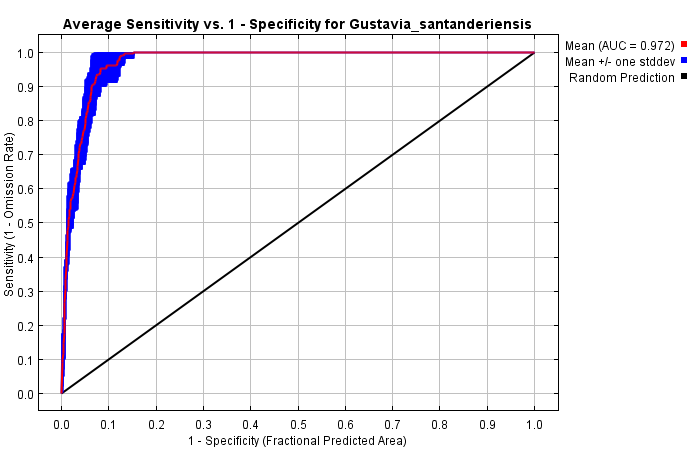 Average Sensitivity vs. 1 - Specificity for Gustavia_santanderiensis
Mean (AUC = 0.972)
Mean +/- one stddev
Random Prediction
Sensitivity (1 - Omission Rate)
1.0
0.9
0.8
0.7
0.6
0.5
0.4
0.3
0.2
0.1
0.0
0.0 0.1 0.2 0.3 0.4 0.5 0.6 0.7 0.8 0.9 1.0
1 - Specificity (Fractional Predicted Area)